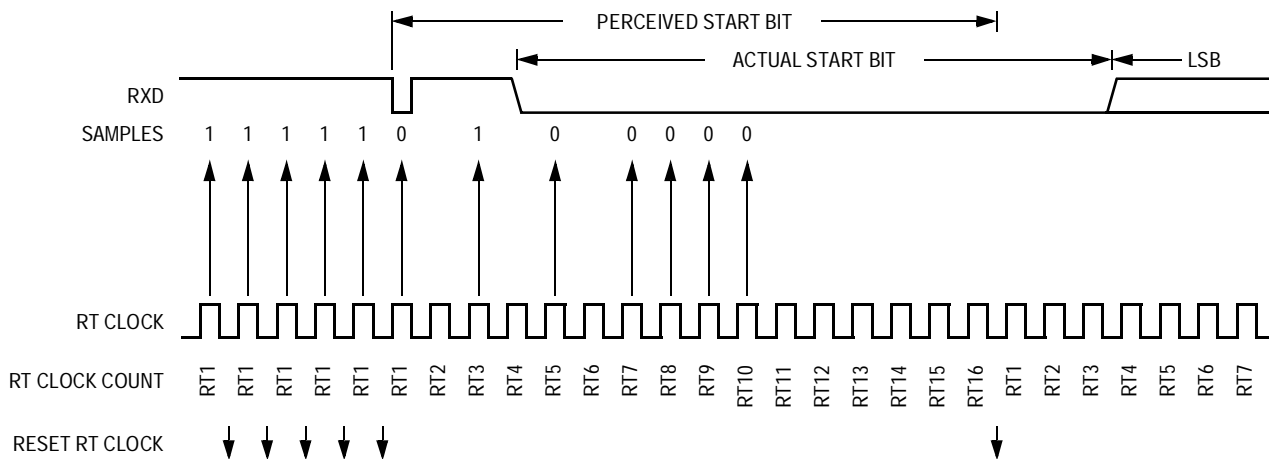 PERCEIVED START BIT
ACTUAL START BIT
LSB
RXD
SAMPLES 1 1 1 1 1 0 1 0 0 0 0 0
RT CLOCK
RT CLOCK COUNT RT1 RT1 RT1 RT1 RT1 RT1 RT2 RT3 RT4 RT5 RT6 RT7 RT8 RT9 RT10 RT11 RT12 RT13 RT14 RT15 RT16 RT1 RT2 RT3 RT4 RT5 RT6 RT7
RESET RT CLOCK